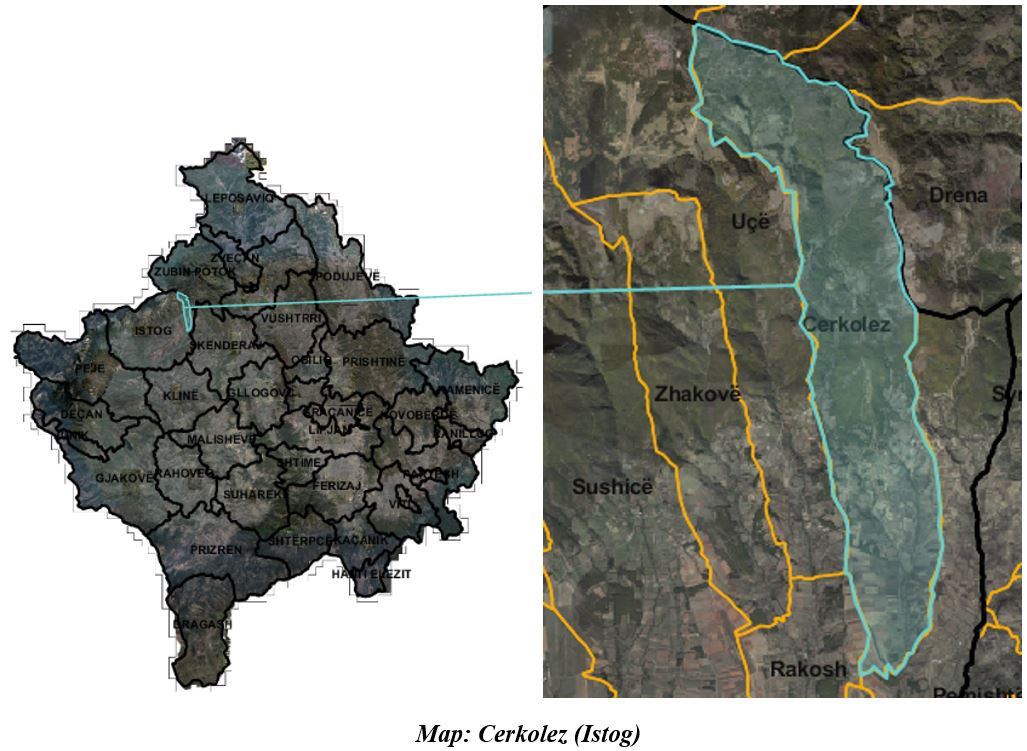 LEPOSAVIQ
ZVEÇAN
ZUBIN POTOK
PODUJEVË
VUSHTRRI
ISTOG
SKENDERAJ
OBILIQ
PRISHTINË
PEJË
KAMENICË
KLINË
GLLOGOVC
DEÇAN
GRAÇANICË
NOVOBËRDË
LIPJAN
RANILLUG
MALISHEVË
SHTIME
GJAKOVË
RAHOVEC
FERIZAJ
SUHAREKË
SHTËRPCË
KAÇANIK
PRIZREN
HANI I ELEZIT
DRAGASH
Drena
Uçë
Cerkolez
Zhakovë
Sushicë
Rakosh
Map: Cerkolez (Istog)